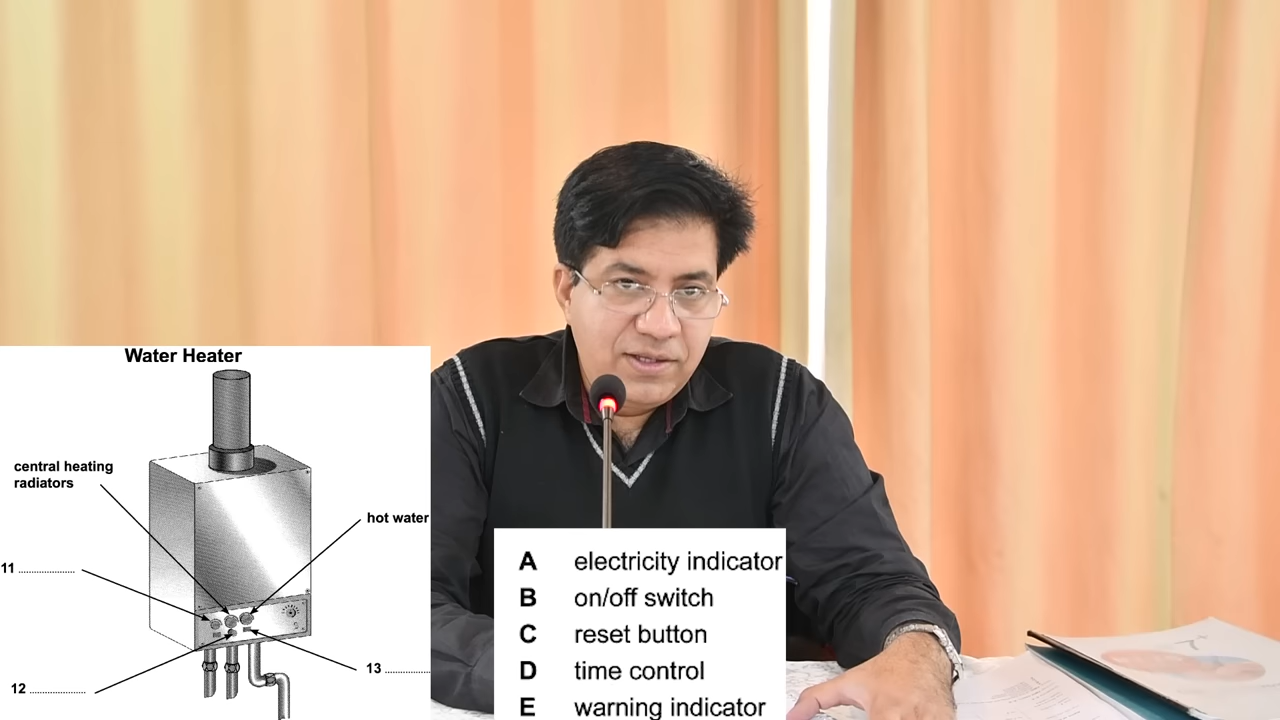 Water Heater
central heating
radiators
hot water
11 ....................
12 ....................
13 ................
A electricity indicator
B on/off switch
C reset button
D time control
E warning indicator